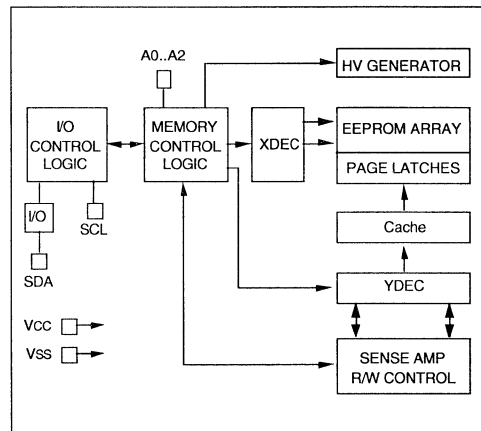 A0..A2
HV GENERATOR
I/O
CONTROL
LOGIC
MEMORY
CONTROL
LOGIC
XDEC
EEPROM ARRAY
PAGE LATCHES
I/O
SCL
SDA
Cache
YDEC
VCC
VSS
SENSE AMP
R/W CONTROL